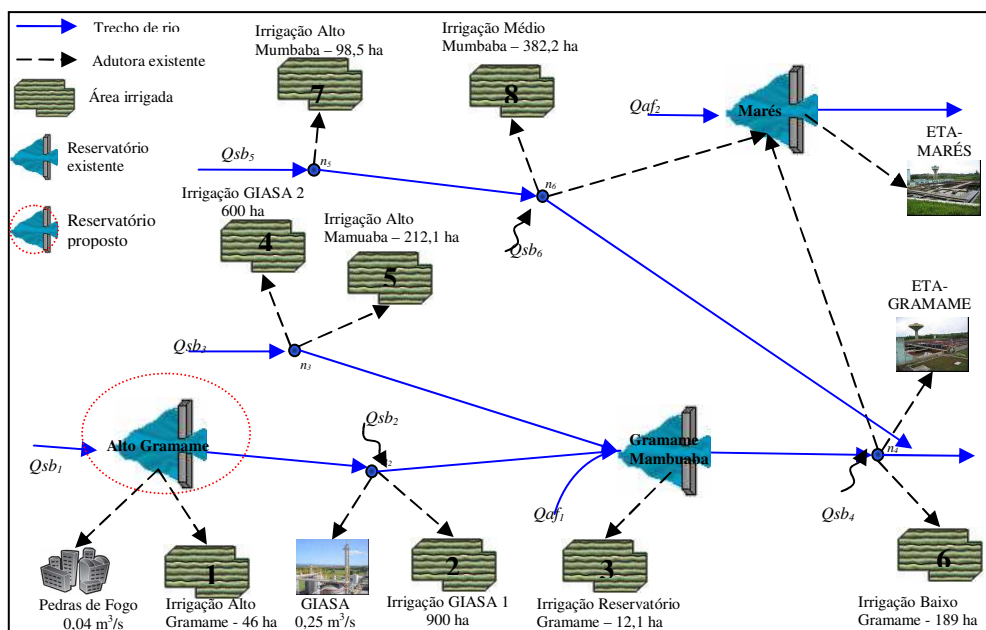 Trecho de rio
Adutora existente
Área irrigada
Reservatório
existente
Reservatório
proposto
Irrigação Alto
Mumbaba – 98,5 ha
7
Irrigação Médio
Mumbaba – 382,2 ha
8
Qaf2
Marés
ETA-
MARÉS
Qsb5
n5
n6
Qsb6
Irrigação GIASA 2
600 ha
4
Irrigação Alto
Mamuaba – 212,1 ha
5
Qsb3
n3
ETA-
GRAMAME
Qsb1
Alto Gramame
Qsb2
n2
Gramame
Mambuaba
Qaf1
n4
Qsb4
Pedras de Fogo
0,04 m³/s
1
Irrigação Alto
Gramame - 46 ha
GIASA
0,25 m³/s
2
Irrigação GIASA 1
900 ha
3
Irrigação Reservatório
Gramame – 12,1 ha
6
Irrigação Baixo
Gramame - 189 ha